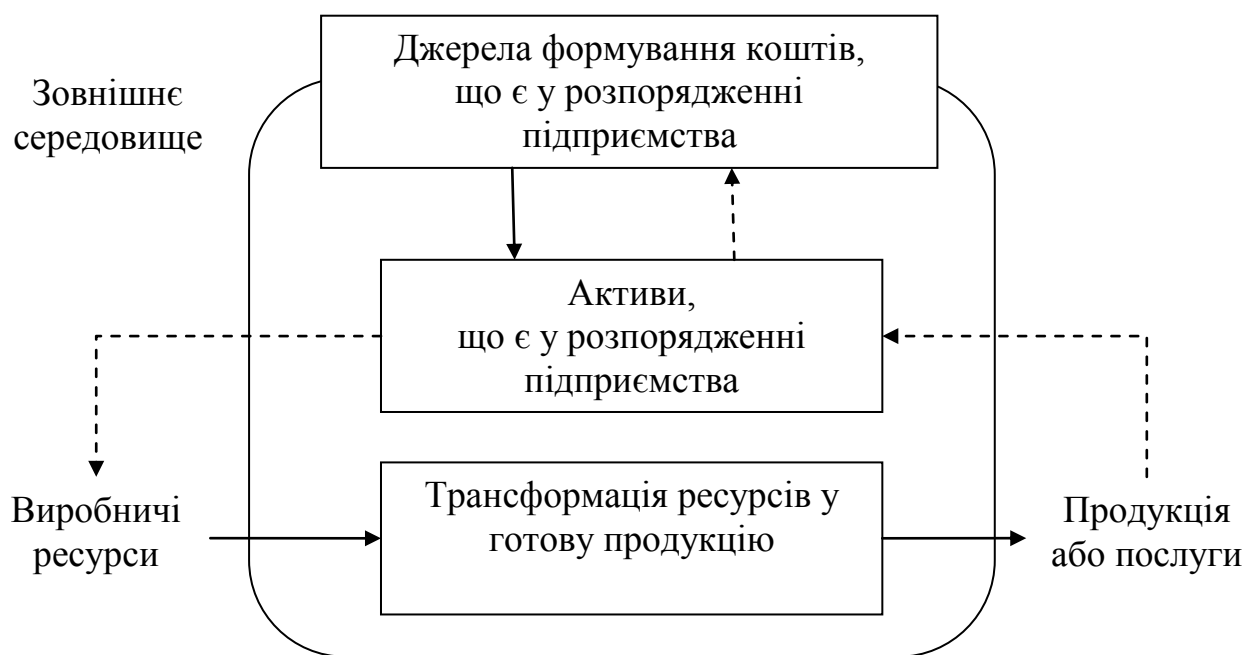 Джерела формування коштів,
що є у розпорядженні
підприємства
Зовнішнє
середовище
Активи,
що є у розпорядженні
підприємства
Виробничі
ресурси
Трансформація ресурсів у
готову продукцію
Продукція
або послуги